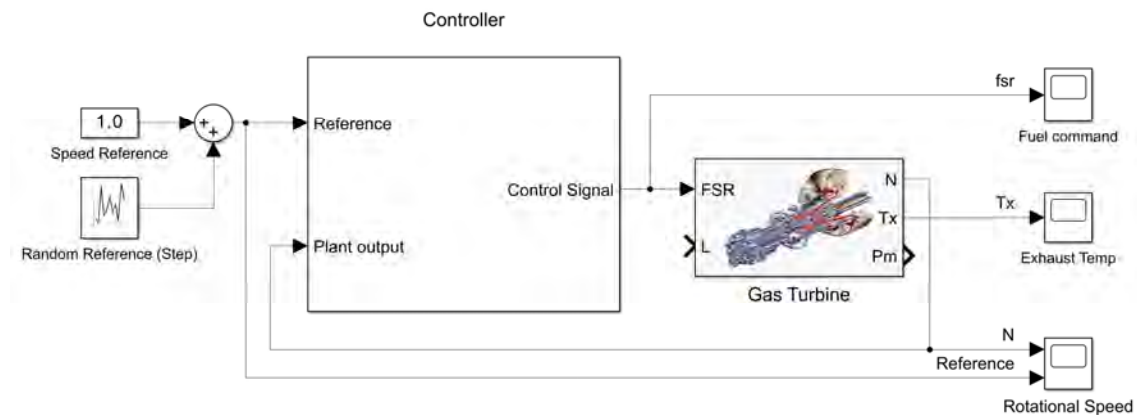 Controller
fsr
1.0
Reference
Speed Reference
Fuel command
Control Signal
FSR
N
Tx
Tx
Random Reference (Step)
Plant output
L
Pm
Exhaust Temp
Gas Turbine
N
Reference
Rotational Speed